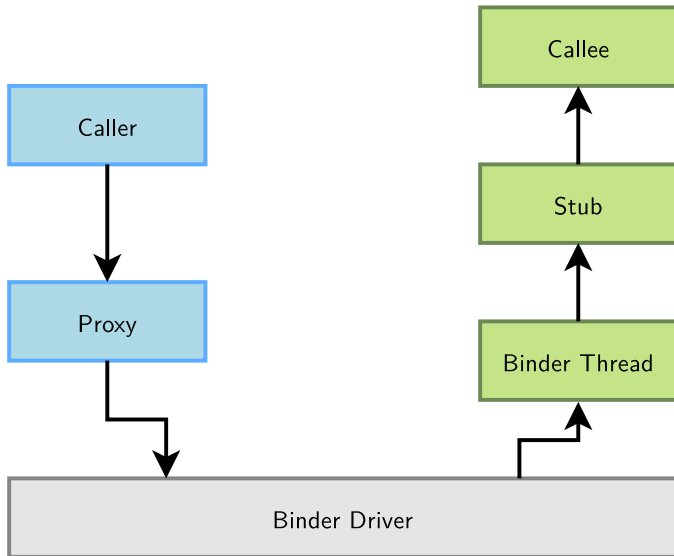 Callee
Caller
Stub
Proxy
Binder Thread
Binder Driver